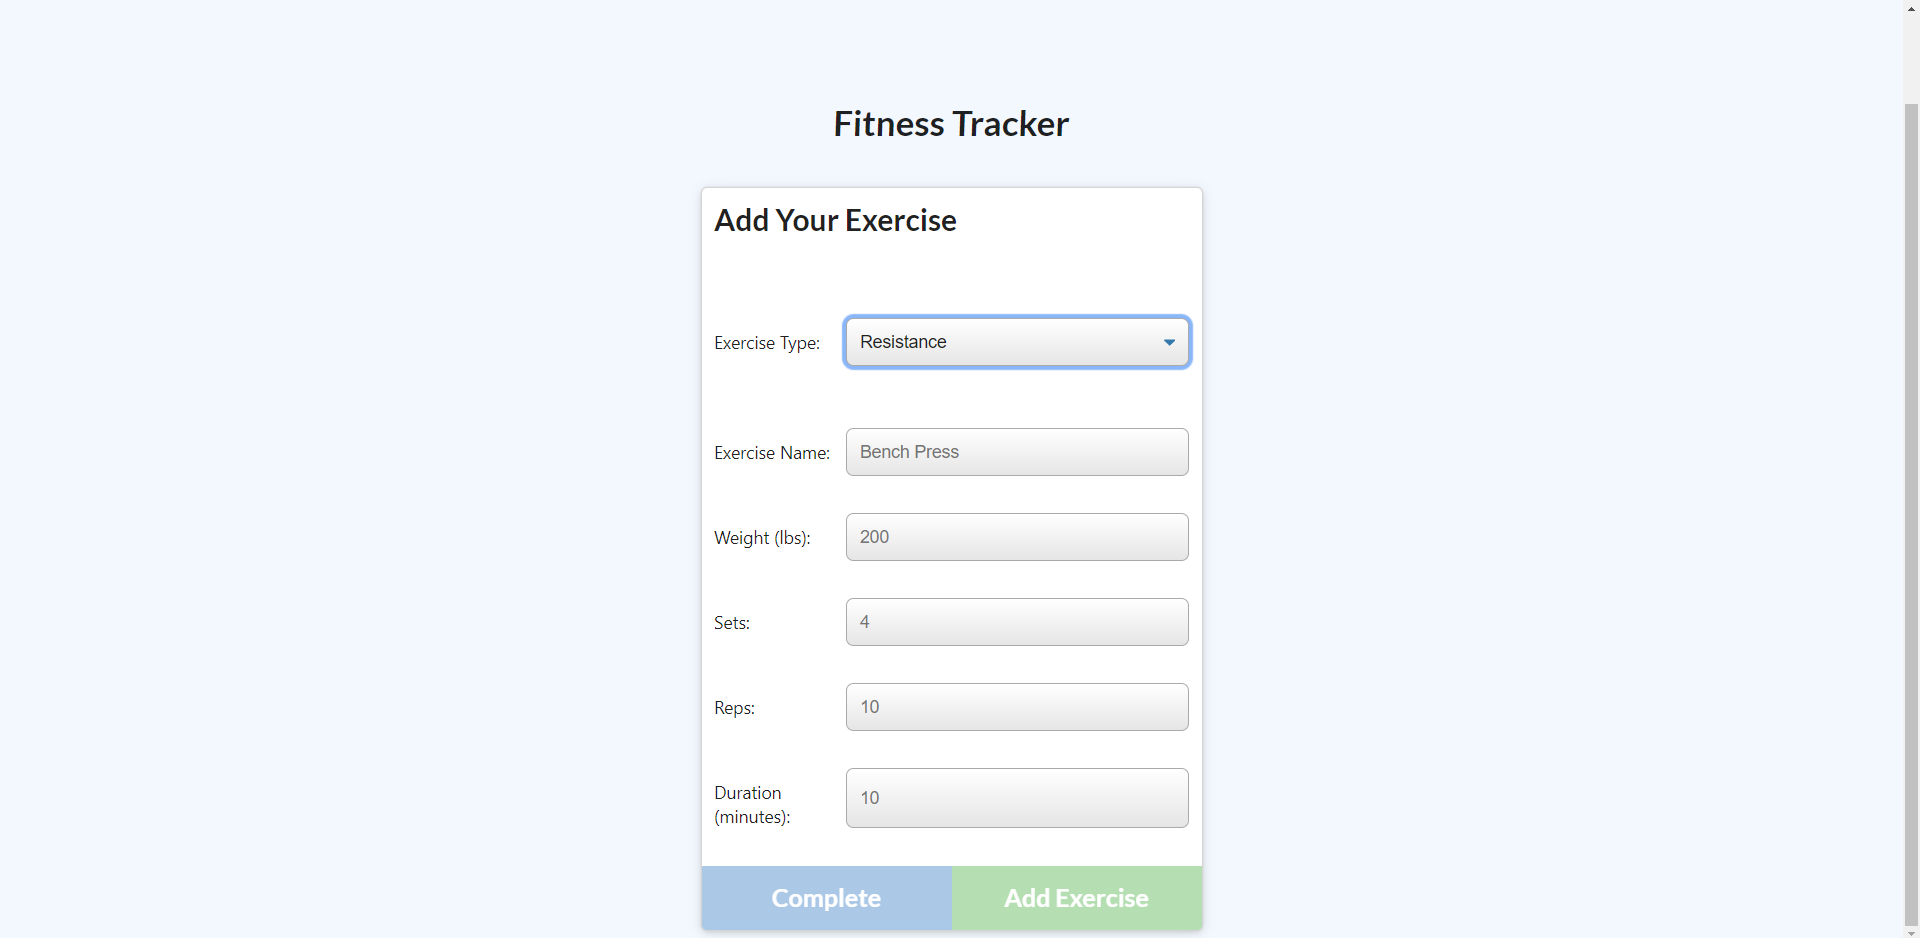 Fitness Tracker
Add Your Exercise
Exercise Type: Resistance
Exercise Name: Bench Press
Weight (lbs): 200
Sets: 4
Reps: 10
Duration
(minutes): 10
Complete Add Exercise